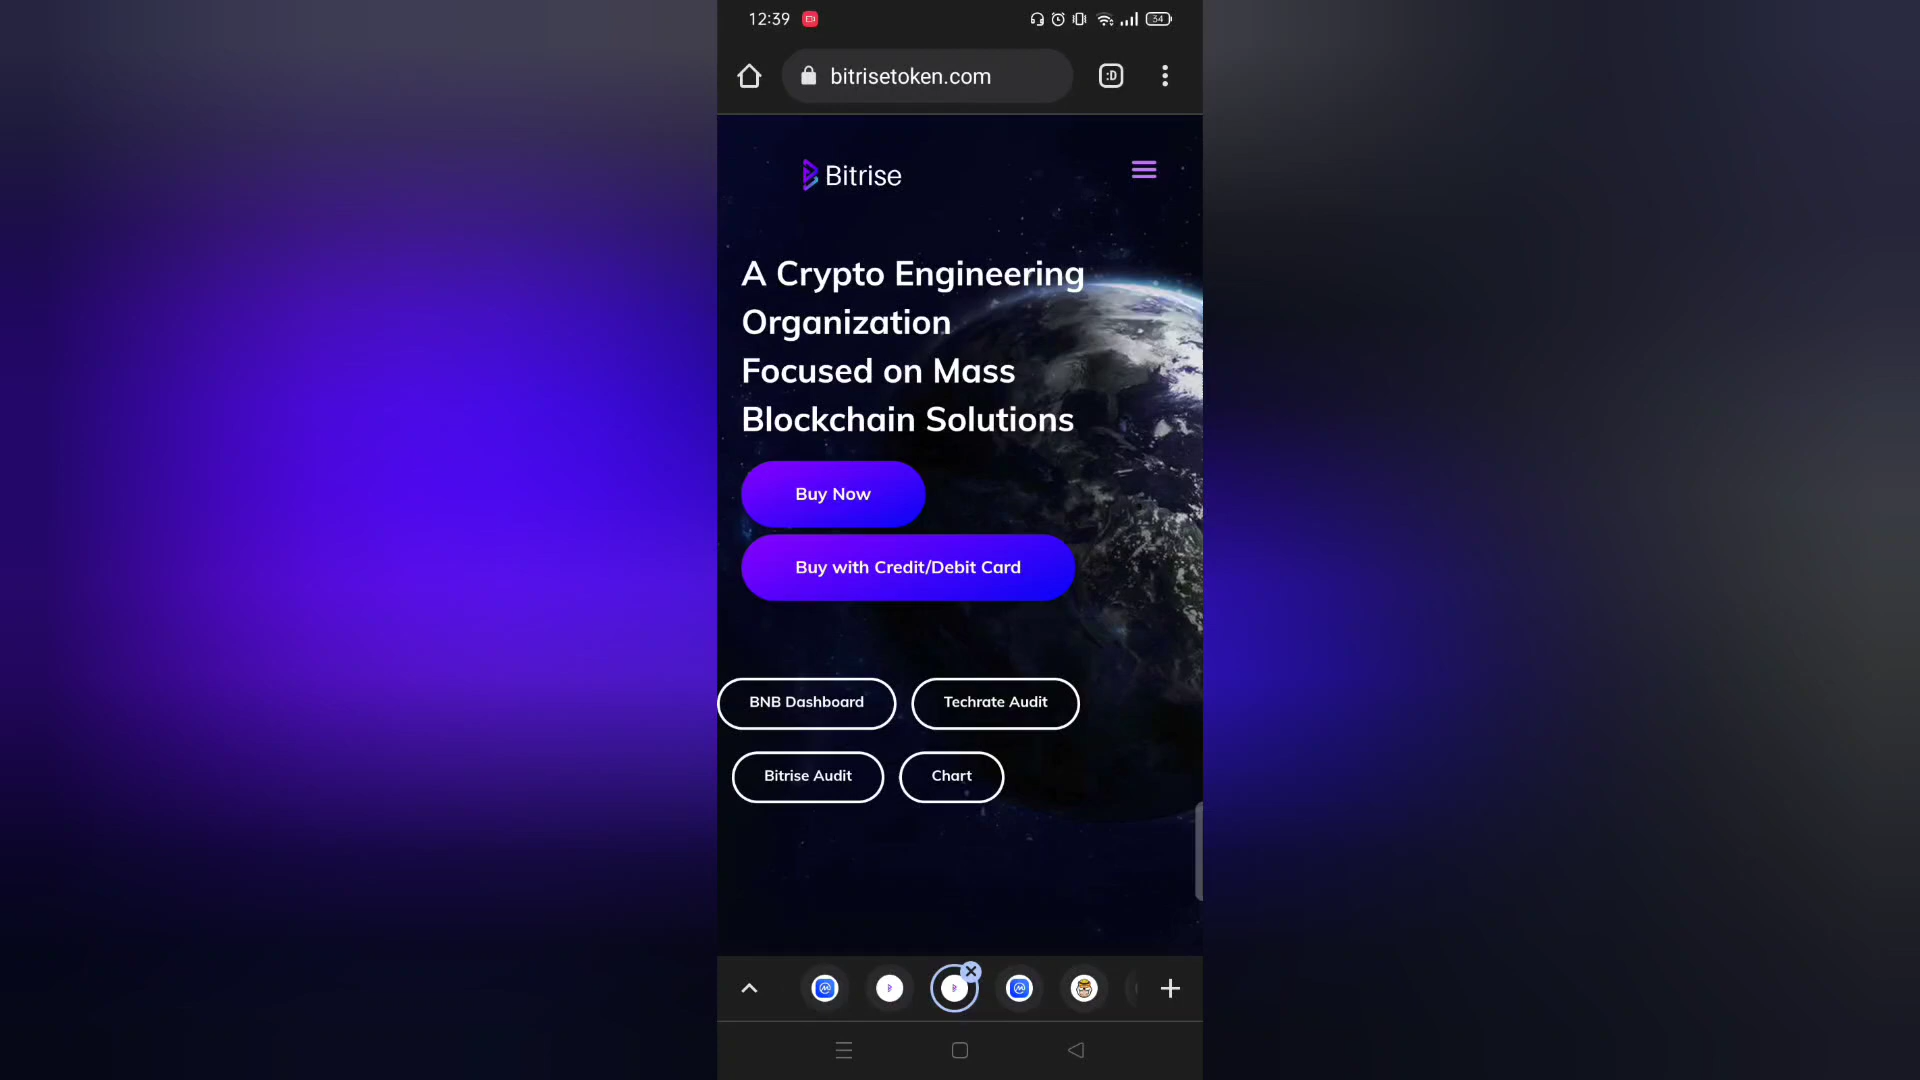 12:39
34
bitrisetoken.com
:D
Bitrise
A Crypto Engineering
Organization
Focused on Mass
Blockchain Solutions
Buy Now
Buy with Credit/Debit Card
BNB Dashboard
Techrate Audit
Bitrise Audit
Chart